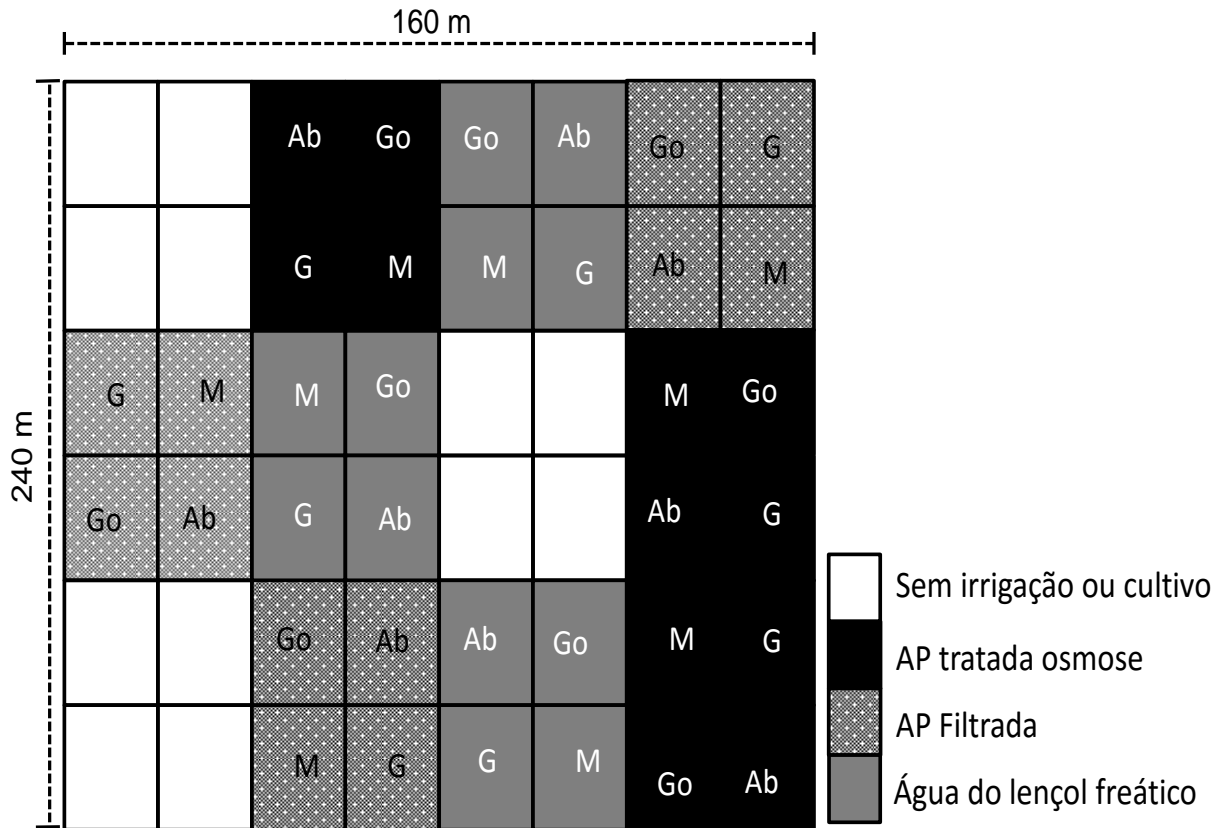 160 m
Ab Go Go Ab Go G
G M M G Ab M
240 m
G M M Go M Go
Go Ab G Ab Ab G
Go Ab Ab Go M G
M G G M Go Ab
Sem irrigação ou cultivo
AP tratada osmose
AP Filtrada
Água do lençol freático